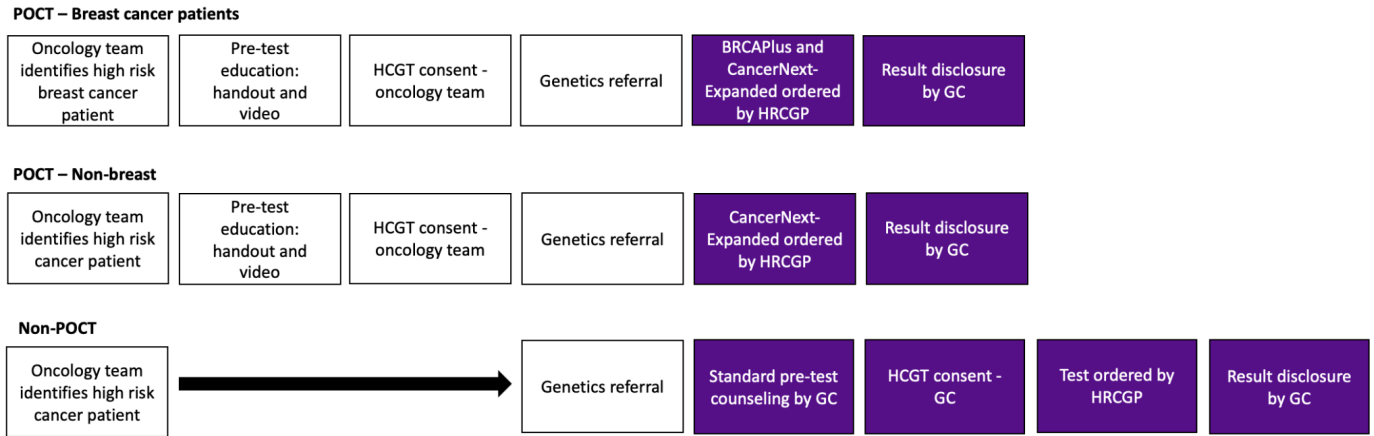 POCT – Breast cancer patients
Oncology team
identifies high risk
breast cancer
patient
Pre-test
education:
handout and
video
HCGT consent -
oncology team
Genetics referral
BRCAPlus and
CancerNext-
Expanded ordered
by HRCGP
Result disclosure
by GC
POCT – Non-breast
Oncology team
identifies high risk
cancer patient
Pre-test
education:
handout and
video
HCGT consent -
oncology team
Genetics referral
CancerNext-
Expanded ordered
by HRCGP
Result disclosure
by GC
Non-POCT
Oncology team
identifies high risk
cancer patient
Genetics referral
Standard pre-test
counseling by GC
HCGT consent -
GC
Test ordered by
HRCGP
Result disclosure
by GC